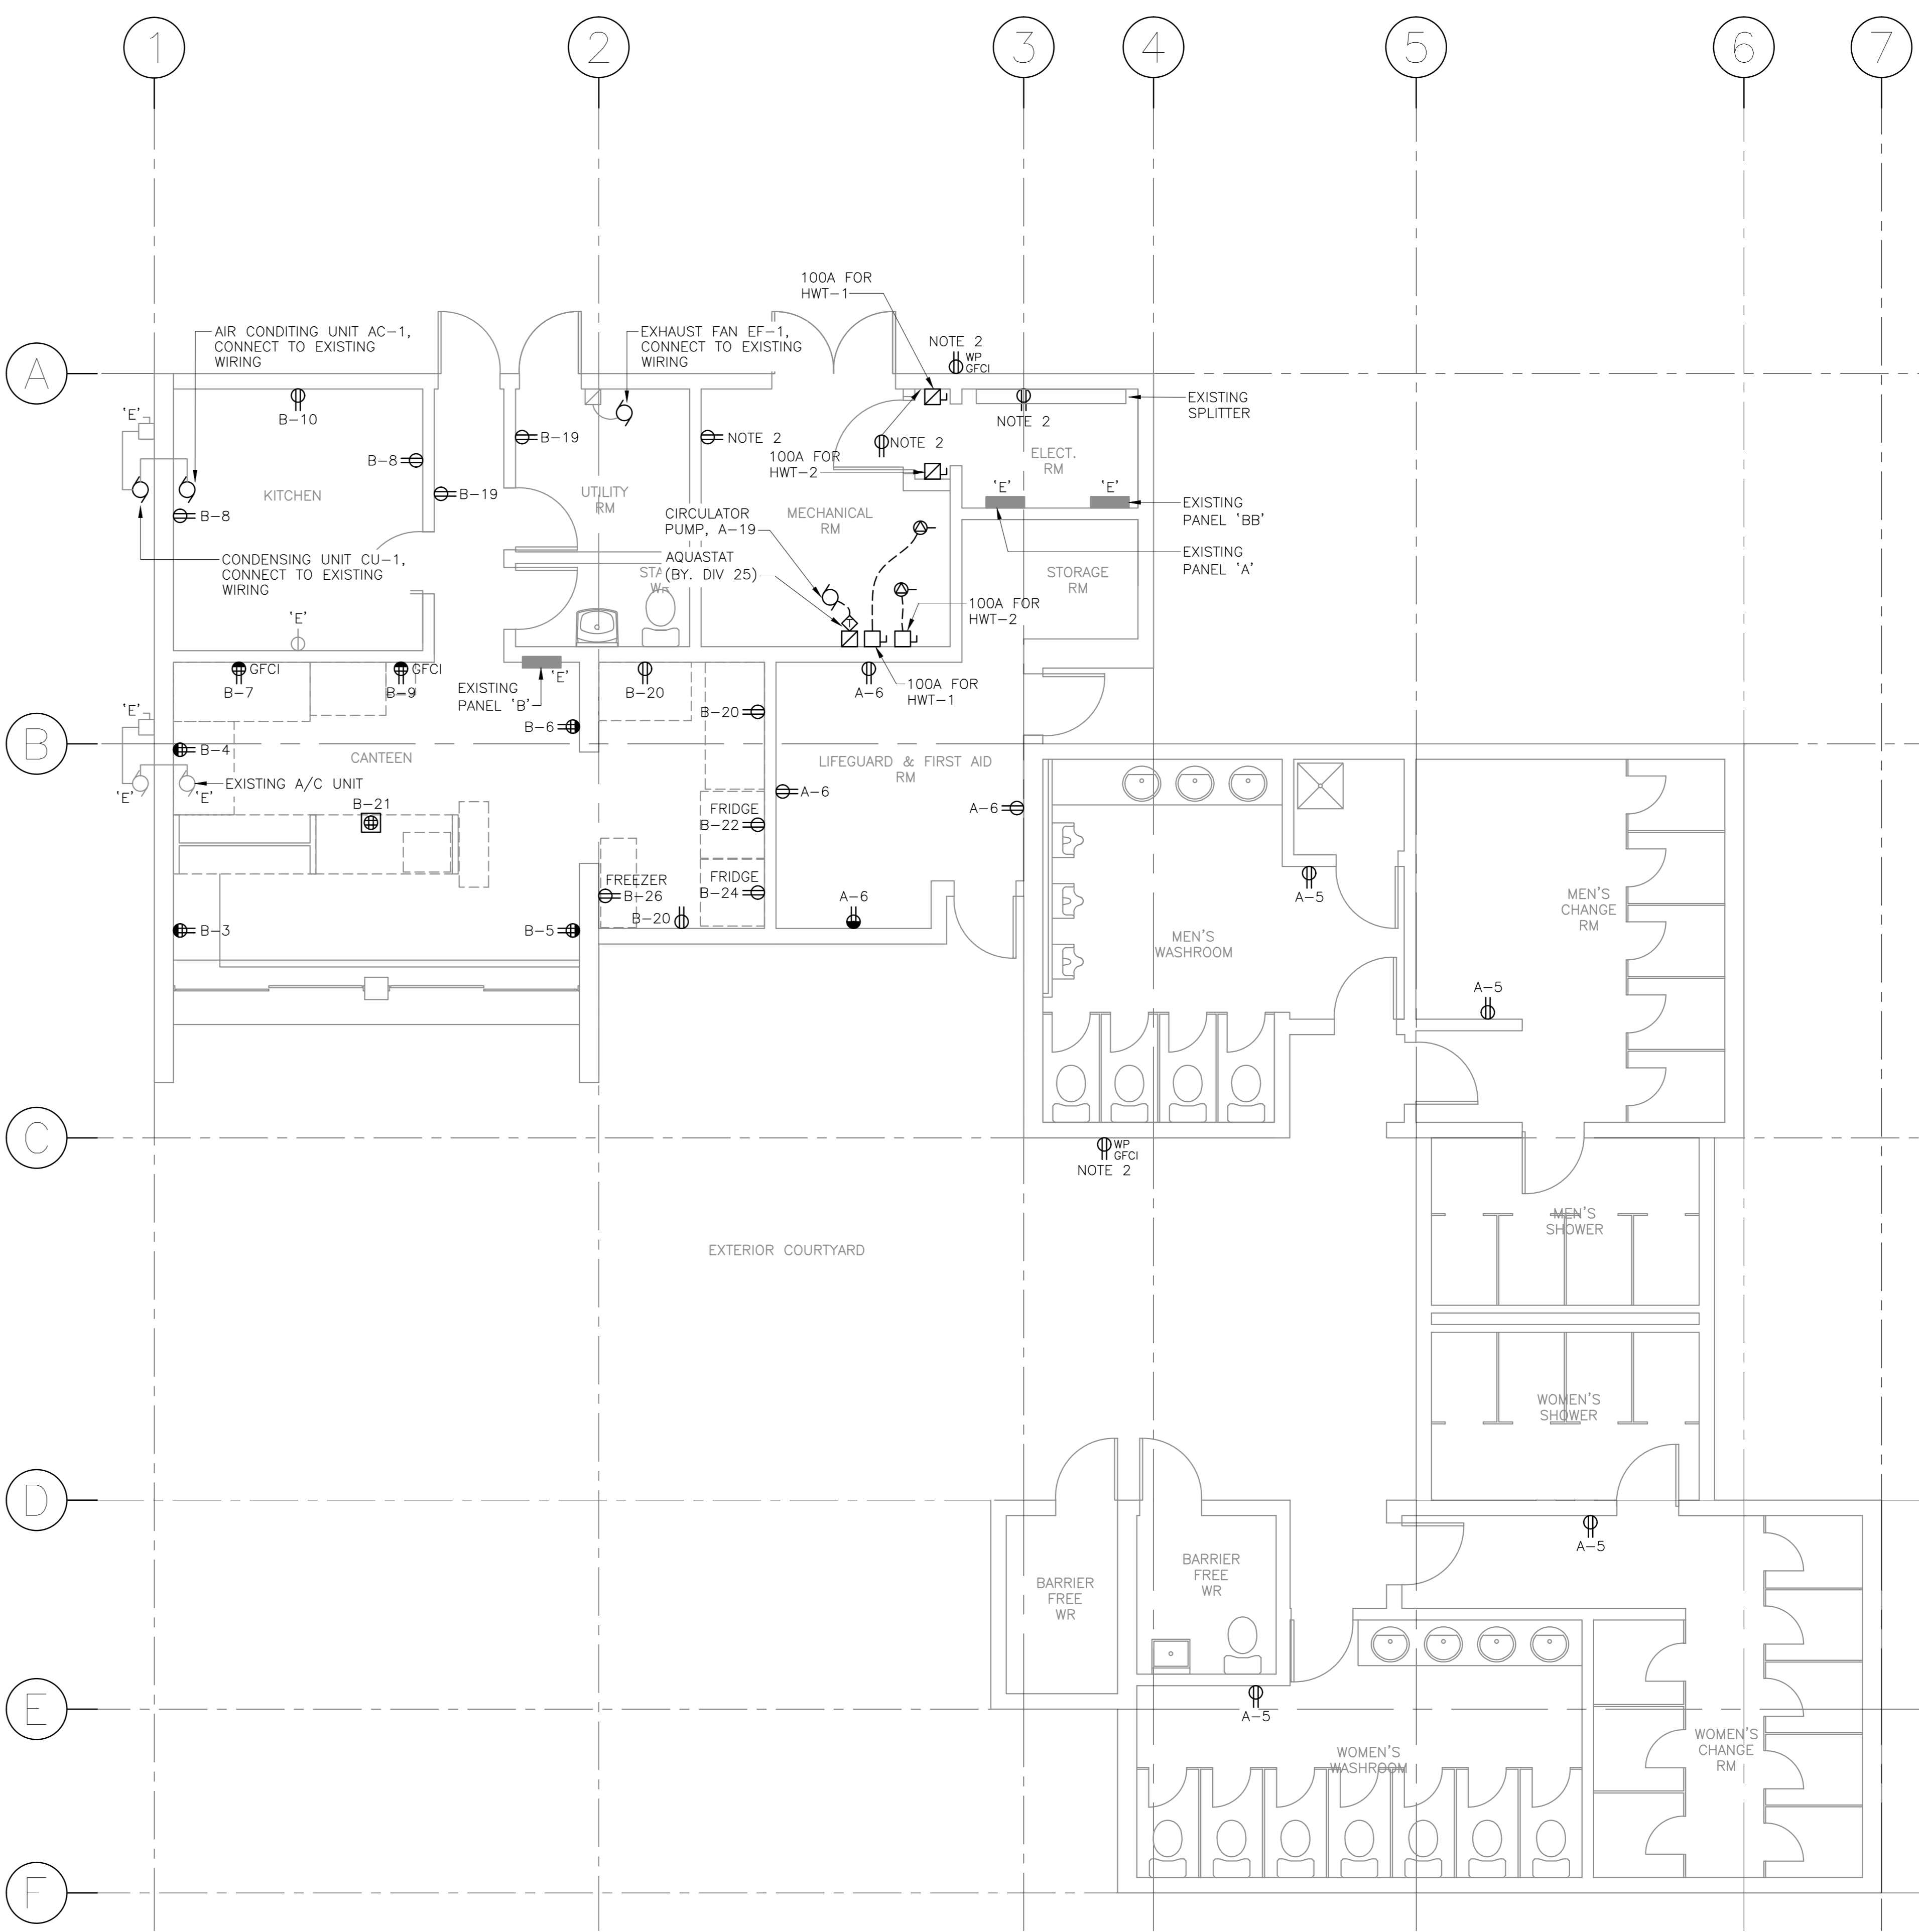 1
2
3
4
5
6
7
A
B
C
D
E
F
100A FOR
HWT-1
AIR CONDITING UNIT AC-1,
CONNECT TO EXISTING
WIRING
EXHAUST FAN EF-1,
CONNECT TO EXISTING
WIRING
NOTE 2
WP
GFCI
'E'
B-10
B-8
B-19
B-19
NOTE 2
NOTE 2
NOTE 2
EXISTING
SPLITTER
100A FOR
HWT-2
ELECT.
RM
KITCHEN
B-8
UTILITY
RM
MECHANICAL
RM
CIRCULATOR
PUMP, A-19
AQUASTAT
(BY. DIV 25)
'E'
'E'
EXISTING
PANEL 'BB'
EXISTING
PANEL 'A'
CONDENSING UNIT CU-1,
CONNECT TO EXISTING
WIRING
STORAGE
RM
100A FOR
HWT-2
'E'
GFCI
B-7
GFCI
B-9
EXISTING
PANEL 'B'
'E'
B-20
A-6
100A FOR
HWT-1
'E'
B-4
B-6
B-20
CANTEEN
LIFEGUARD & FIRST AID
RM
EXISTING A/C UNIT
'E'
'E'
B-21
A-6
A-6
FRIDGE
B-22
FRIDGE
B-24
FREEZER
B-26
B-20
A-6
B-3
B-5
A-5
MEN'S
WASHROOM
MEN'S
CHANGE
RM
A-5
WP
GFCI
NOTE 2
EXTERIOR COURTYARD
MEN'S
SHOWER
WOMEN'S
SHOWER
A-5
BARRIER
FREE
WR
BARRIER
FREE
WR
A-5
WOMEN'S
WASHROOM
WOMEN'S
CHANGE
RM